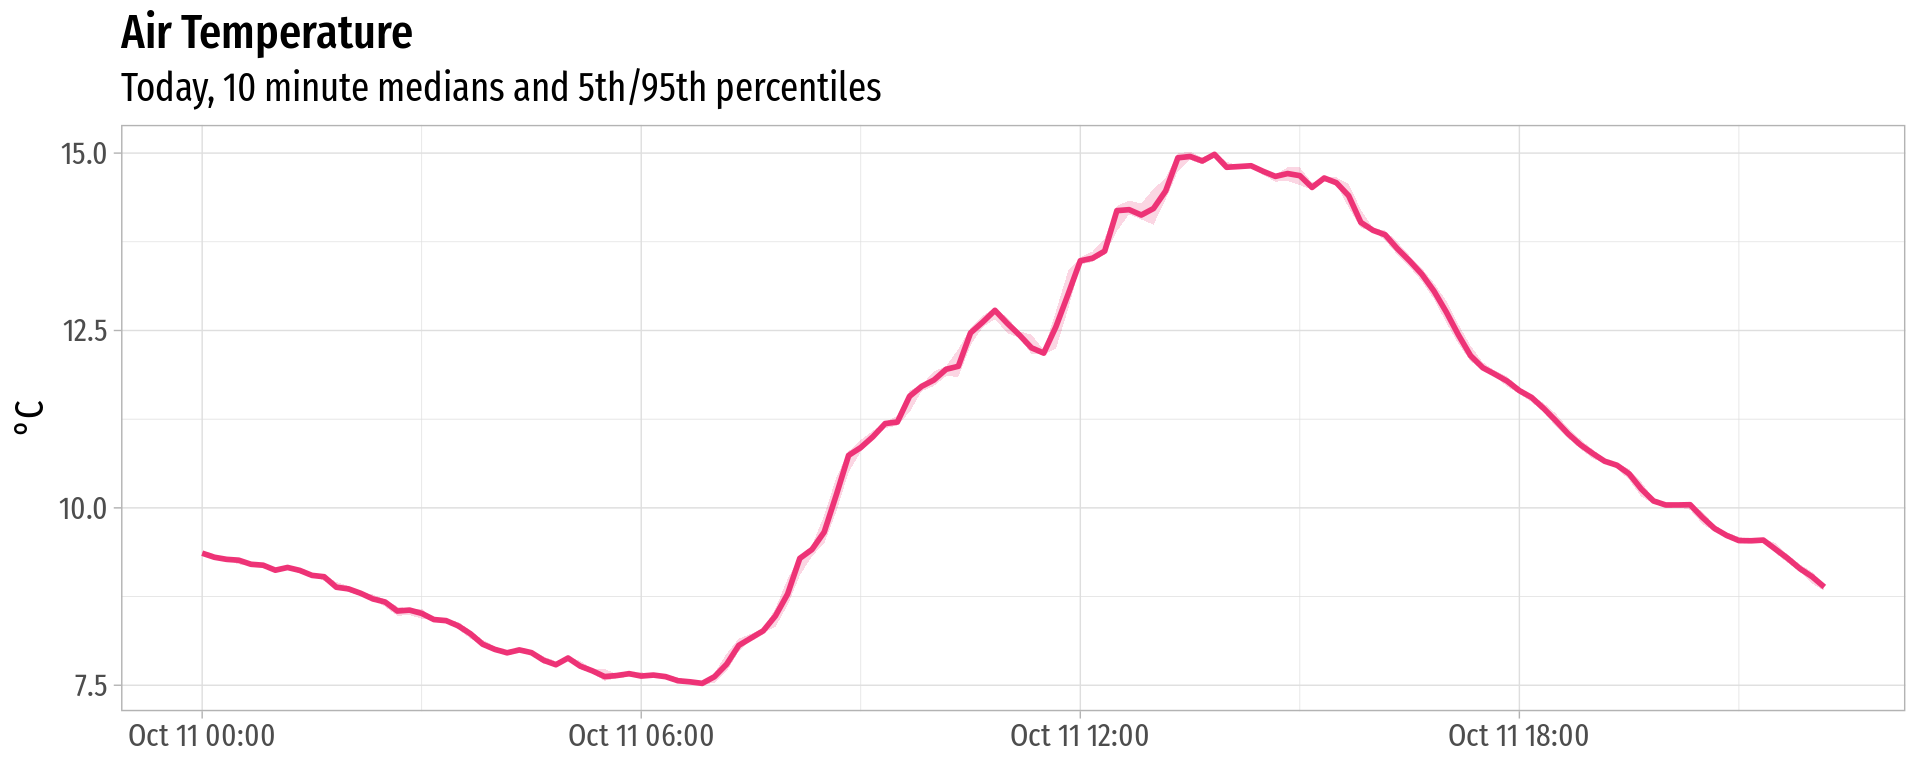 Air Temperature
Today, 10 minute medians and 5th/95th percentiles
°C
15.0
12.5
10.0
7.5
Oct 11 00:00 Oct 11 06:00 Oct 11 12:00 Oct 11 18:00